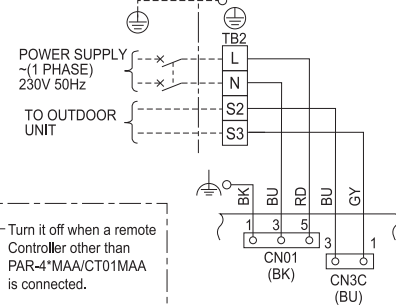 TB2
POWER SUPPLY
~(1 PHASE)
230V 50Hz
L
N
TO OUTDOOR
UNIT
S2
S3
BK
BU
RD
BU
GY
1
3
5
3
1
CN01
(BK)
CN3C
(BU)
Turn it off when a remote
Controller other than
PAR-4*MAA/CT01MAA
is connected.